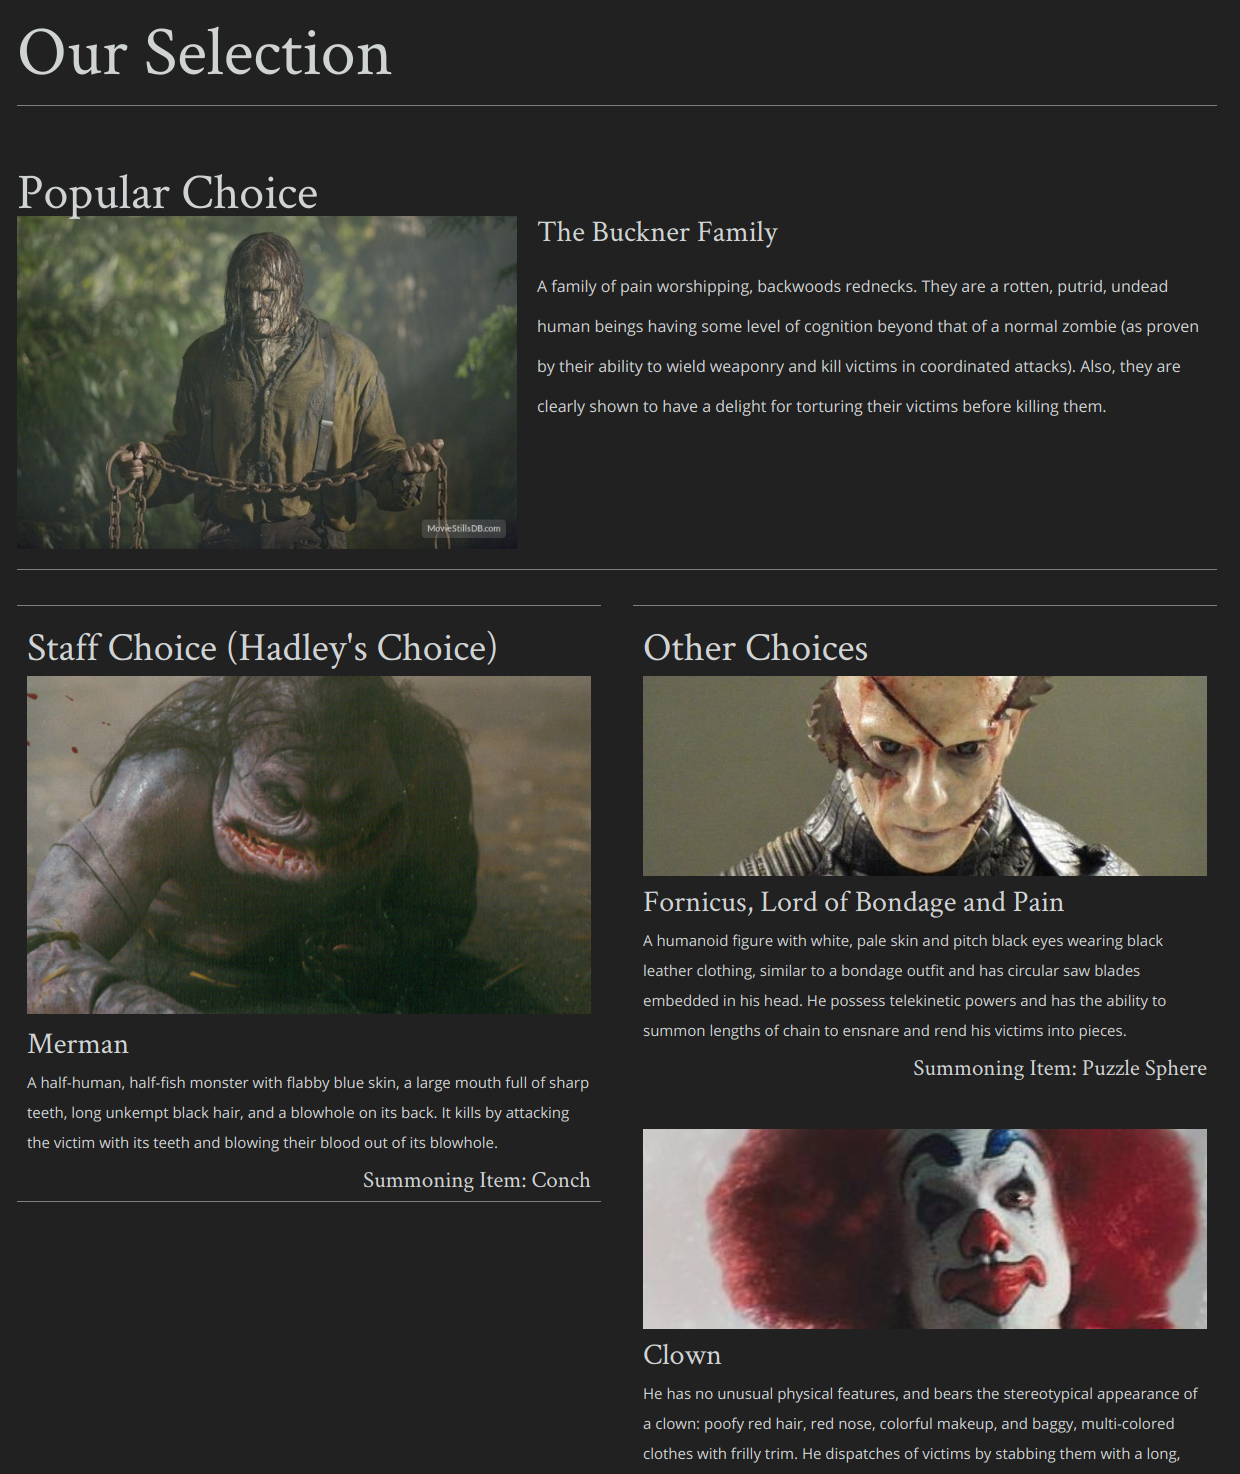 Our Selection
Popular Choice
The Buckner Family
A family of pain worshipping, backwoods rednecks. They are a rotten, putrid, undead
human beings having some level of cognition beyond that of a normal zombie (as proven
by their ability to wield weaponry and kill victims in coordinated attacks). Also, they are
clearly shown to have a delight for torturing their victims before killing them.
MovieStillsDB.com
Staff Choice (Hadley's Choice)
Merman
A half-human, half-fish monster with flabby blue skin, a large mouth full of sharp
teeth, long unkempt black hair, and a blowhole on its back. It kills by attacking
the victim with its teeth and blowing their blood out of its blowhole.
Summoning Item: Conch
Other Choices
Fornicus, Lord of Bondage and Pain
A humanoid figure with white, pale skin and pitch black eyes wearing black
leather clothing, similar to a bondage outfit and has circular saw blades
embedded in his head. He possess telekinetic powers and has the ability to
summon lengths of chain to ensnare and rend his victims into pieces.
Summoning Item: Puzzle Sphere
Clown
He has no unusual physical features, and bears the stereotypical appearance of
a clown: poofy red hair, red nose, colorful makeup, and baggy, multi-colored
clothes with frilly trim. He dispatches of victims by stabbing them with a long,